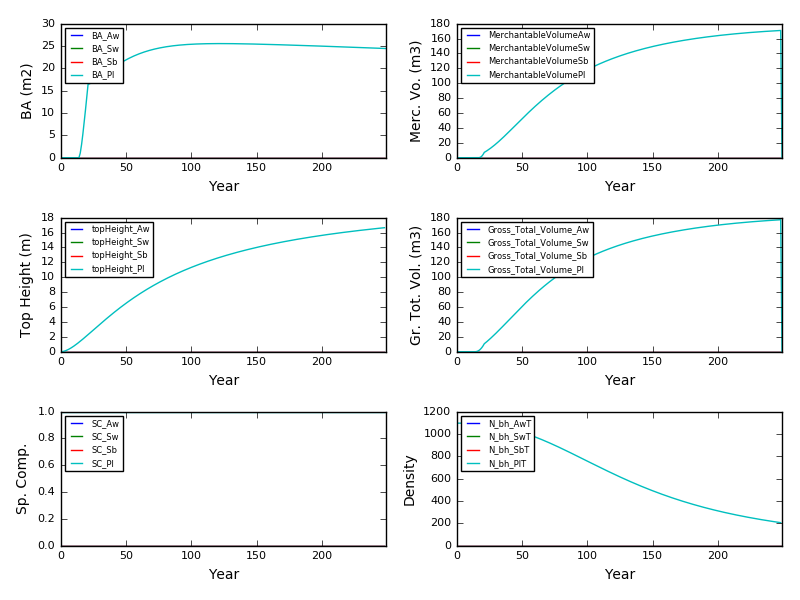 30
25
20
15
10
5
0
BA (m2)
BA_Aw
BA_Sw
BA_Sb
BA_Pl
0 50 100 150 200
Year
180
160
140
120
100
80
60
40
20
0
Merc. Vo. (m3)
MerchantableVolumeAw
MerchantableVolumeSw
MerchantableVolumeSb
MerchantableVolumePl
0 50 100 150 200
Year
18
16
14
12
10
8
6
4
2
0
Top Height (m)
topHeight_Aw
topHeight_Sw
topHeight_Sb
topHeight_Pl
0 50 100 150 200
Year
180
160
140
120
100
80
60
40
20
0
Gr. Tot. Vol. (m3)
Gross_Total_Volume_Aw
Gross_Total_Volume_Sw
Gross_Total_Volume_Sb
Gross_Total_Volume_Pl
0 50 100 150 200
Year
1.0
0.8
0.6
0.4
0.2
0.0
Sp. Comp.
SC_Aw
SC_Sw
SC_Sb
SC_Pl
0 50 100 150 200
Year
1200
1000
800
600
400
200
0
Density
N_bh_AwT
N_bh_SwT
N_bh_SbT
N_bh_PlT
0 50 100 150 200
Year